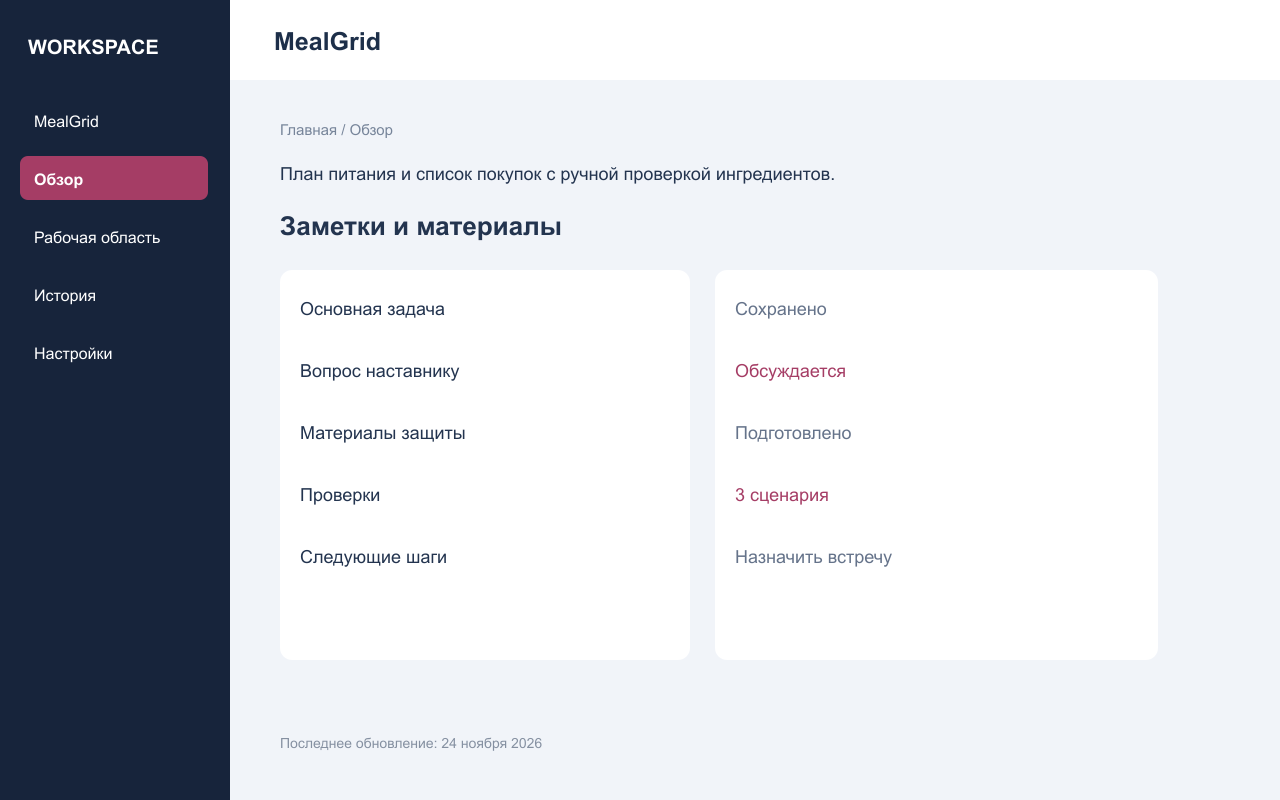 WORKSPACE
MealGrid
Обзор
Рабочая область
История
Настройки
MealGrid
Главная / Обзор
План питания и список покупок с ручной проверкой ингредиентов.
Заметки и материалы
Основная задача
Сохранено
Вопрос наставнику
Обсуждается
Материалы защиты
Подготовлено
Проверки
3 сценария
Следующие шаги
Назначить встречу
Последнее обновление: 24 ноября 2026